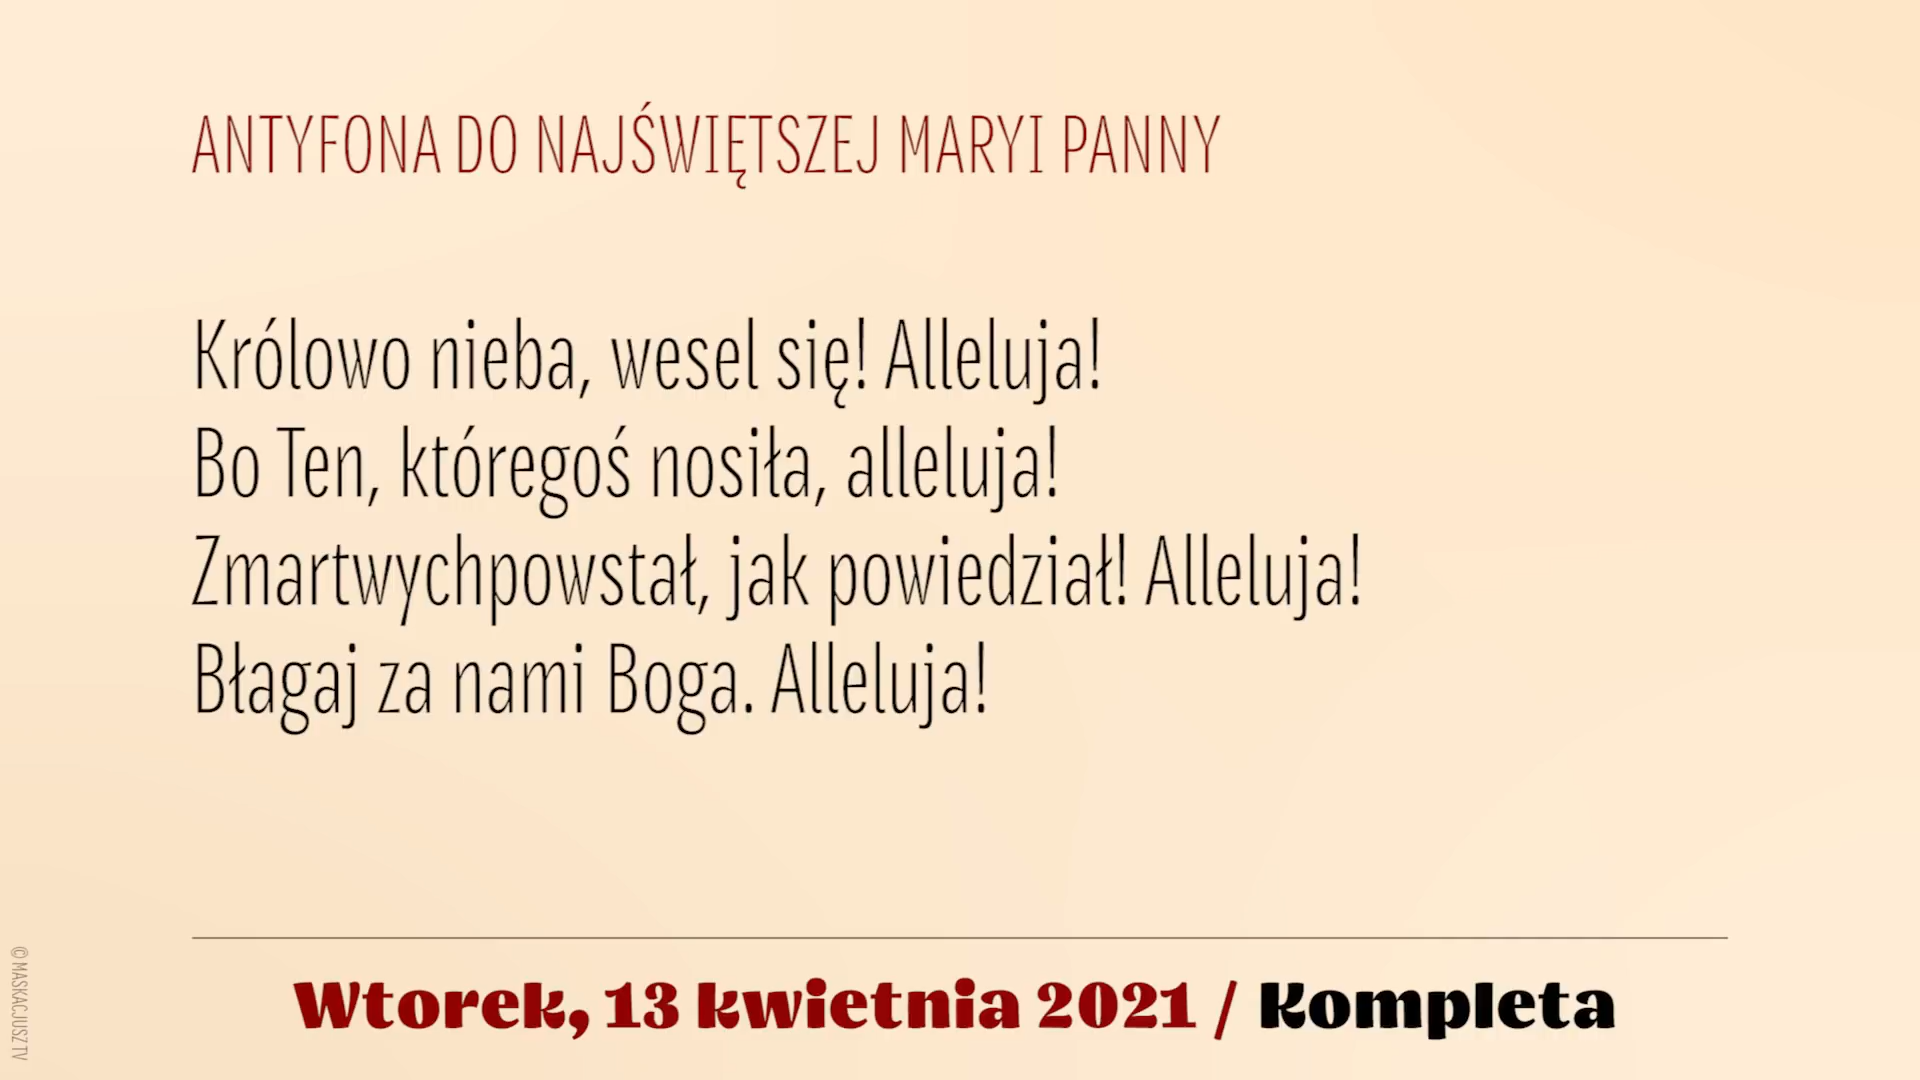 ANTYFONA DO NAJŚWIĘTSZEJ MARYI PANNY
Królowo nieba, wesel się! Alleluja!
Bo Ten, któregoś nosiła, alleluja!
Zmartwychpowstał, jak powiedział! Alleluja!
Błagaj za nami Boga. Alleluja!
Wtorek, 13 kwietnia 2021 / Kompleta
© MASKACJUSZ TV